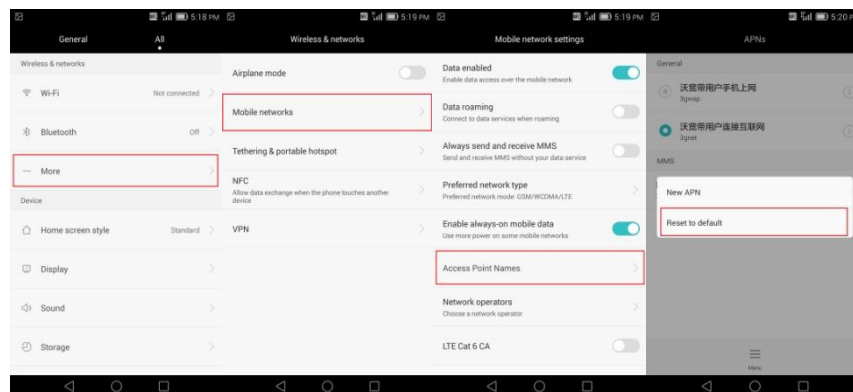 5:18 PM
General
All
Wireless & networks
Wi-Fi
Not connected
Bluetooth
Off
More
Device
Home screen style
Standard
Display
Sound
Storage
5:19 PM
Wireless & networks
Airplane mode
Mobile networks
Tethering & portable hotspot
NFC
Allow data exchange when the phone touches another
device
VPN
5:19 PM
Mobile network settings
Data enabled
Enable data access over the mobile network
Data roaming
Connect to data services when roaming
Always send and receive MMS
Send and receive MMS without your data service
Preferred network type
Preferred network mode: GSM/WCDMA/LTE
Enable always-on mobile data
Use more power on some mobile networks
Access Point Names
Network operators
Choose a network operator
LTE Cat 6 CA
5:20 P
APNs
General
沃宽带用户手机上网
3gwap
沃宽带用户连接互联网
3gnet
MMS
New APN
Reset to default
Menu